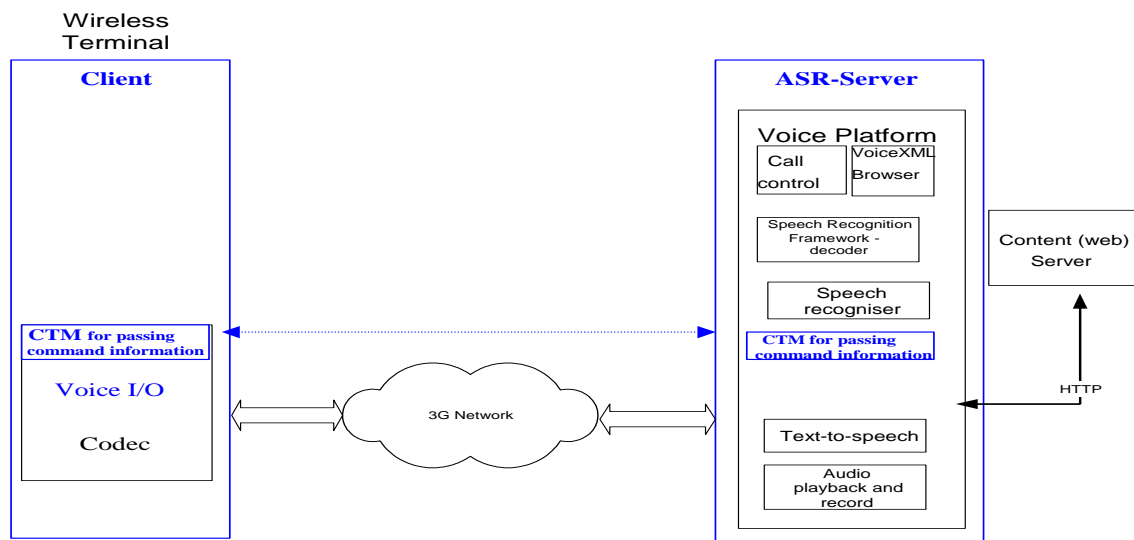 Wireless
Terminal
Client
CTM for passing
command information
Voice I/O
Codec
3G Network
ASR-Server
Voice Platform
Call
control
VoiceXML
Browser
Speech Recognition
Framework -
decoder
Speech
recogniser
CTM for passing
command information
Text-to-speech
Audio
playback and
record
Content (web)
Server
HTTP